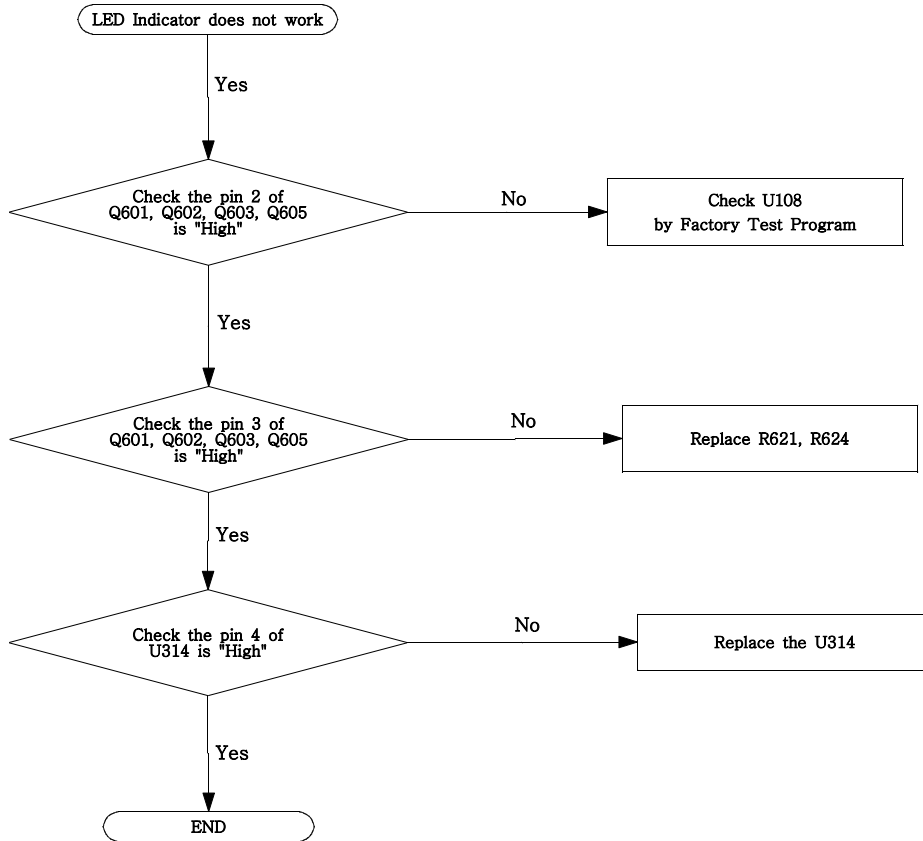 LED Indicator does not work
Yes
Check the pin 2 of
Q601, Q602, Q603, Q605
is "High"
No
Check U108
by Factory Test Program
Yes
Check the pin 3 of
Q601, Q602, Q603, Q605
is "High"
No
Replace R621, R624
Yes
Check the pin 4 of
U314 is "High"
No
Replace the U314
Yes
END